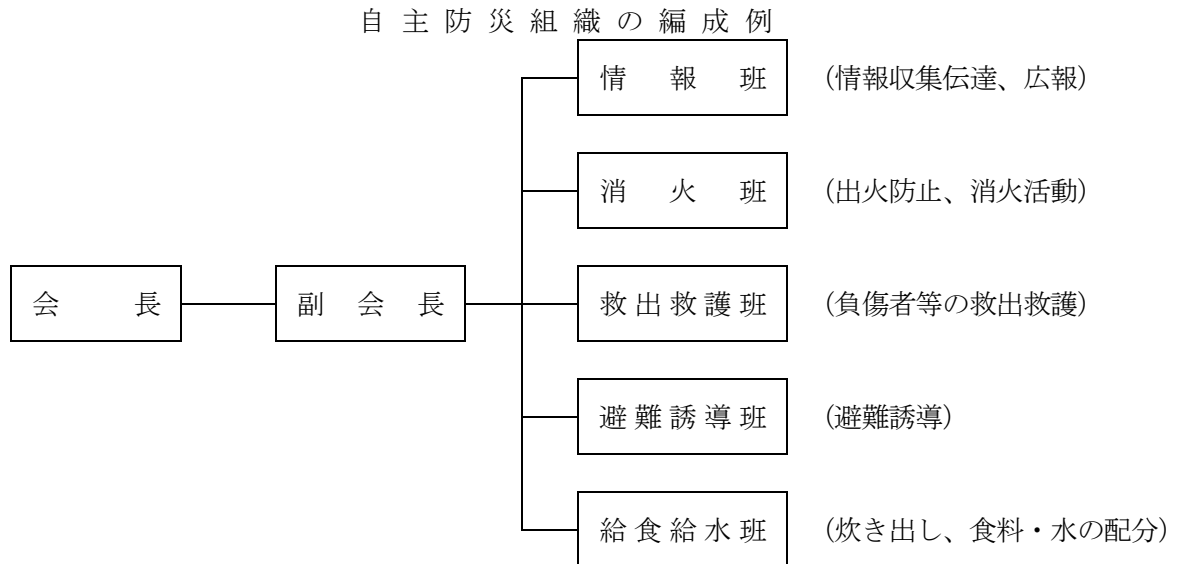 自主防災組織の編成例
情報班 （情報収集伝達、広報）
消火班 （出火防止、消火活動）
会長 副会長 救出救護班 （負傷者等の救出救護）
避難誘導班 （避難誘導）
給食給水班 （炊き出し、食料・水の配分）